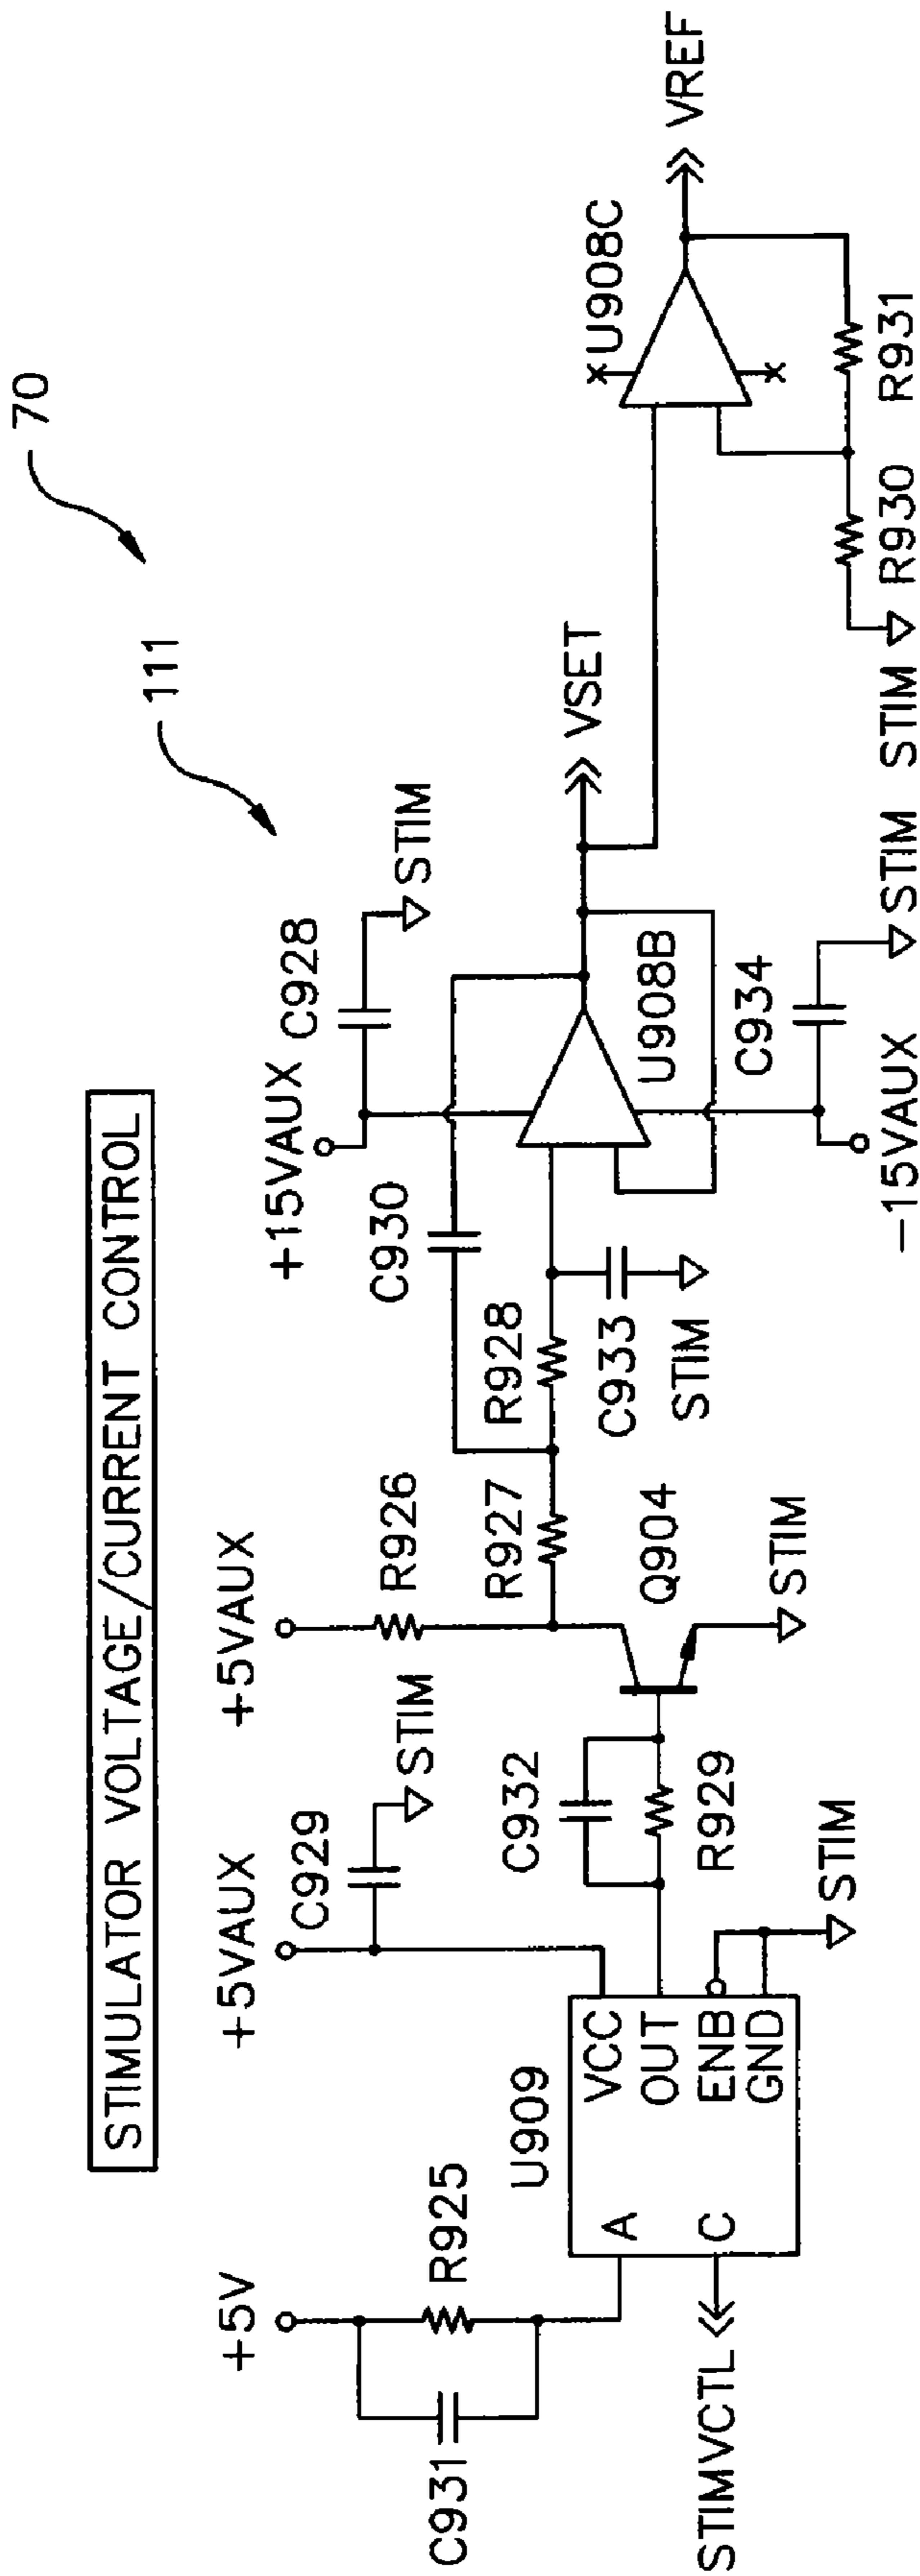 STIMULATOR VOLTAGE/CURRENT CONTROL
70
111
+5V
C931
R925
STIMVCTL
U909
A
C
VCC
OUT
ENB
GND
STIM
+5VAUX
C929
STIM
C932
R929
+5VAUX
R926
R927
Q904
STIM
R928
C930
C933
STIM
+15VAUX
C928
STIM
U908B
C934
-15VAUX
STIM
VSET
U908C
VREF
R930
R931
STIM